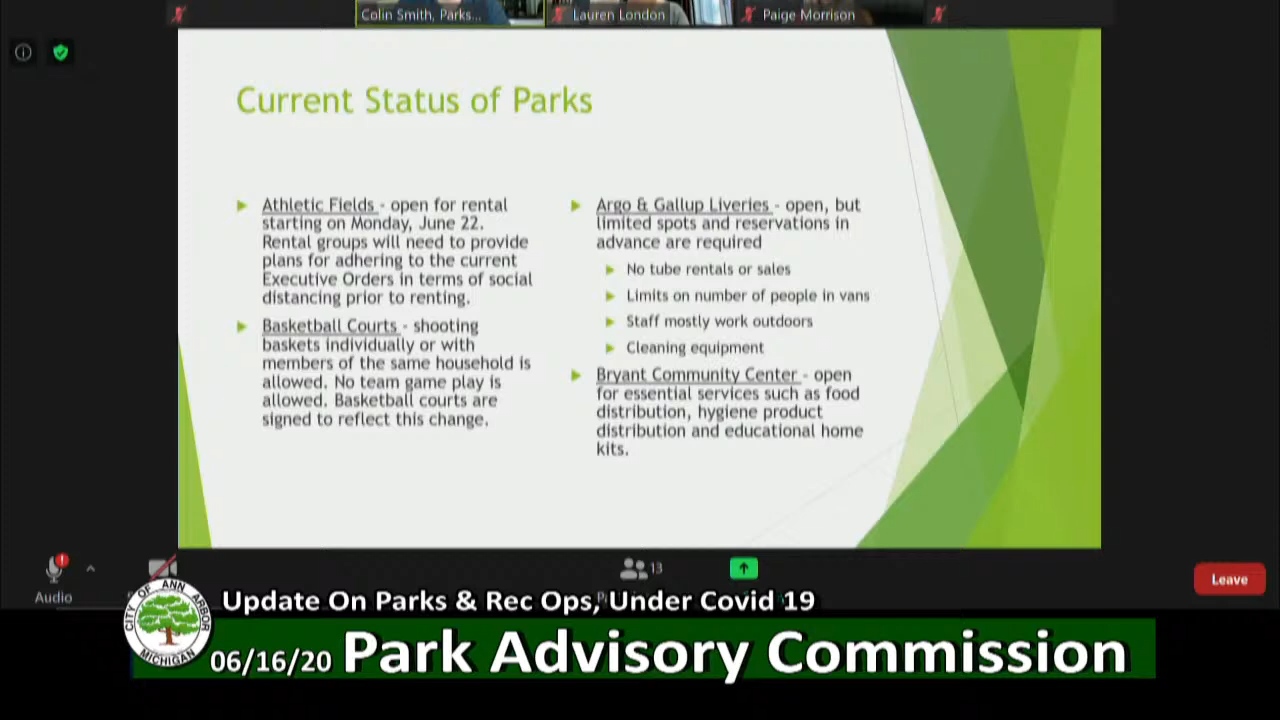 Colin Smith, Parks...
Lauren London
Paige Morrison
Current Status of Parks
Athletic Fields - open for rental
starting on Monday, June 22.
Rental groups will need to provide
plans for adhering to the current
Executive Orders in terms of social
distancing prior to renting.
Basketball Courts - shooting
baskets individually or with
members of the same household is
allowed. No team game play is
allowed. Basketball courts are
signed to reflect this change.
Argo & Gallup Liveries - open, but
limited spots and reservations in
advance are required
No tube rentals or sales
Limits on number of people in vans
Staff mostly work outdoors
Cleaning equipment
Bryant Community Center - open
for essential services such as food
distribution, hygiene product
distribution and educational home
kits.
13
Audio
Leave
CITY OF ANN ARBOR
MICHIGAN
Update On Parks & Rec Ops, Under Covid 19
06/16/20 Park Advisory Commission